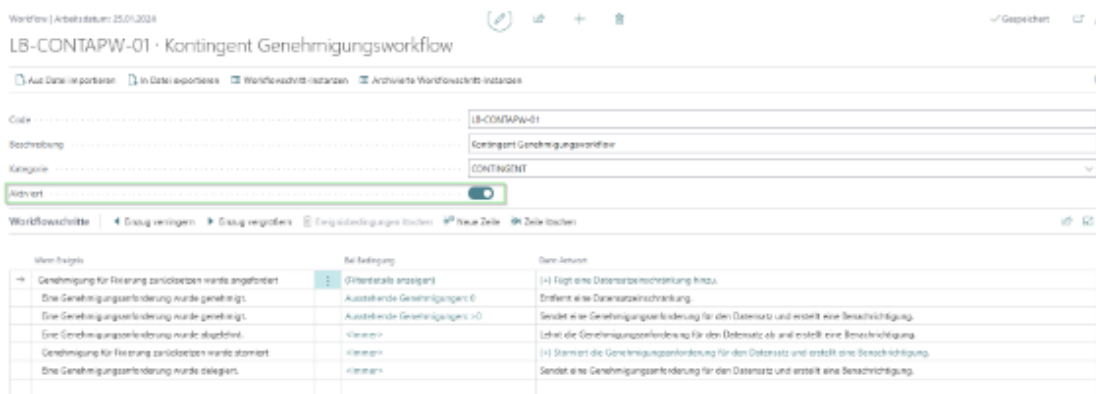 Workflow | Arbeitsdatum: 25.01.2024
Gespeichert
LB-CONTAPW-01 · Kontingent Genehmigungsworkflow
Aus Datei importieren In Datei exportieren Workflowschritt-Instanzen Archivierte Workflowschritt-Instanzen
Code LB-CONTAPW-01
Beschreibung Kontingent Genehmigungsworkflow
Kategorie CONTINGENT
Aktiviert
Workflowschritte Einzug verringern Einzug vergrößern Ereignisbedingungen löschen Neue Zeile Zeile löschen
Wenn Ereignis Bei Bedingung Dann Antwort
Genehmigung für Fixierung zurücksetzen wurde angefordert (Filterdetails anzeigen) (+) Fügt eine Datensatzeinschränkung hinzu.
Eine Genehmigungsanforderung wurde genehmigt. Ausstehende Genehmigungen: 0 Entfernt eine Datensatzeinschränkung.
Eine Genehmigungsanforderung wurde genehmigt. Ausstehende Genehmigungen: >0 Sendet eine Genehmigungsanforderung für den Datensatz und erstellt eine Benachrichtigung.
Eine Genehmigungsanforderung wurde abgelehnt. <Immer> Lehnt die Genehmigungsanforderung für den Datensatz ab und erstellt eine Benachrichtigung.
Genehmigung für Fixierung zurücksetzen wurde storniert <Immer> (+) Storniert die Genehmigungsanforderung für den Datensatz und erstellt eine Benachrichtigung.
Eine Genehmigungsanforderung wurde delegiert. <Immer> Sendet eine Genehmigungsanforderung für den Datensatz und erstellt eine Benachrichtigung.